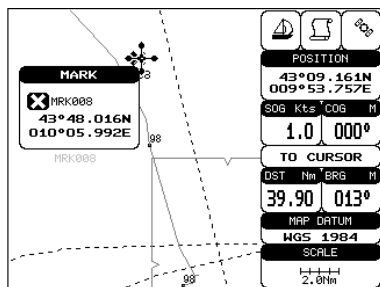 MARK
MRK008
43°48.016N
010°05.992E
MRK008
98
98
POSITION
43°09.161N
009°53.757E
SOG Kts COG M
1.0 000°
TO CURSOR
DST Nm BRG M
39.90 013°
MAP DATUM
WGS 1984
SCALE
2.0Nm